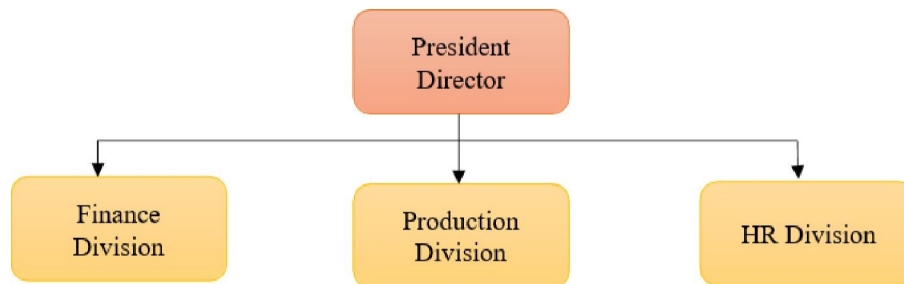 President
Director
Finance
Division
Production
Division
HR Division